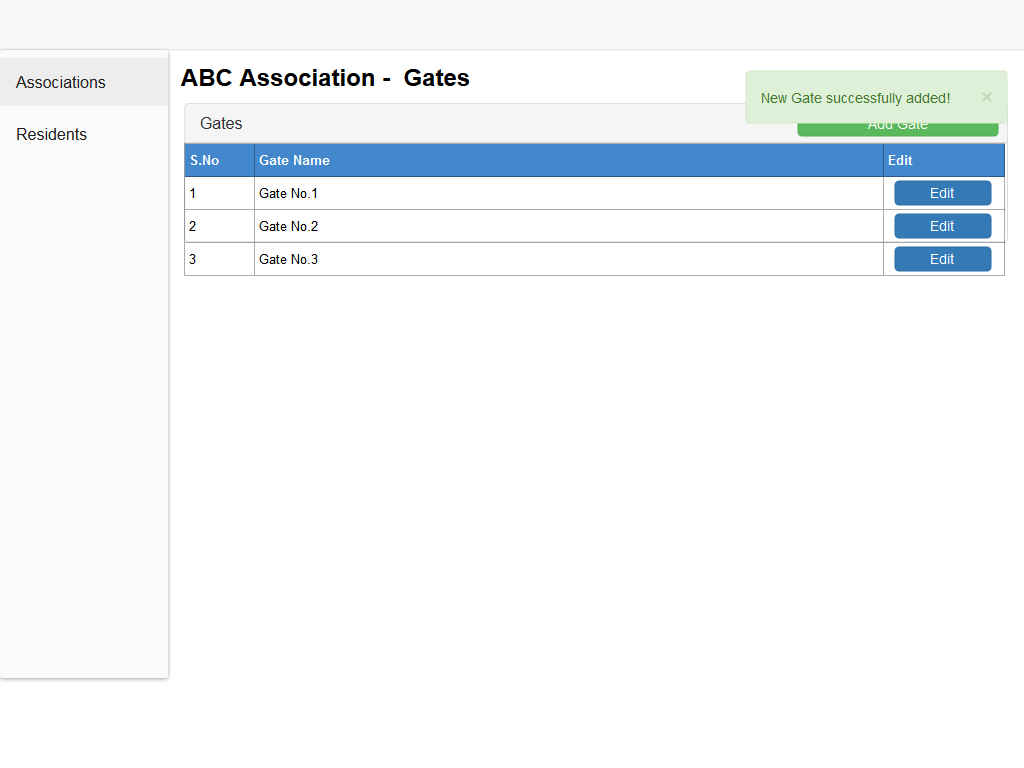 Associations
Residents
ABC Association -  Gates
New Gate successfully added! ×
Gates
Add Gate
S.No Gate Name Edit
1 Gate No.1 Edit
2 Gate No.2 Edit
3 Gate No.3 Edit